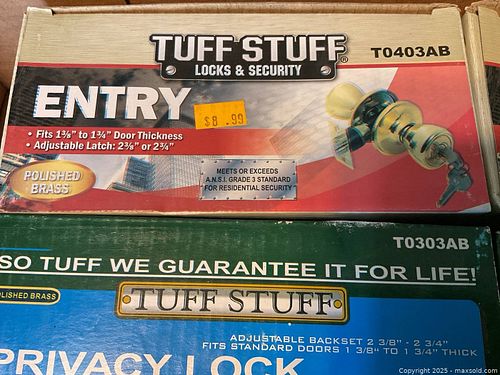 TUFF STUFF®
LOCKS & SECURITY
T0403AB
ENTRY
$8.99
• Fits 1⅜" to 1¾" Door Thickness
• Adjustable Latch: 2⅜" or 2¾"
POLISHED
BRASS
MEETS OR EXCEEDS
A.N.S.I. GRADE 3 STANDARD
FOR RESIDENTIAL SECURITY
T0303AB
SO TUFF WE GUARANTEE IT FOR LIFE!
LISHED BRASS
TUFF STUFF
ADJUSTABLE BACKSET 2 3/8" - 2 3/4"
FITS STANDARD DOORS 1 3/8" TO 1 3/4" THICK
PRIVACY LOCK
Copyright 2025 - maxsold.com